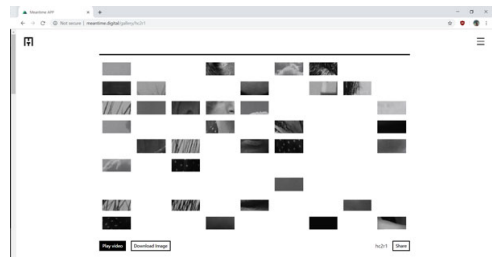 Meantime APP
Not secure | meantime.digital/gallery/hc2r1
Play video
Download Image
hc2r1
Share